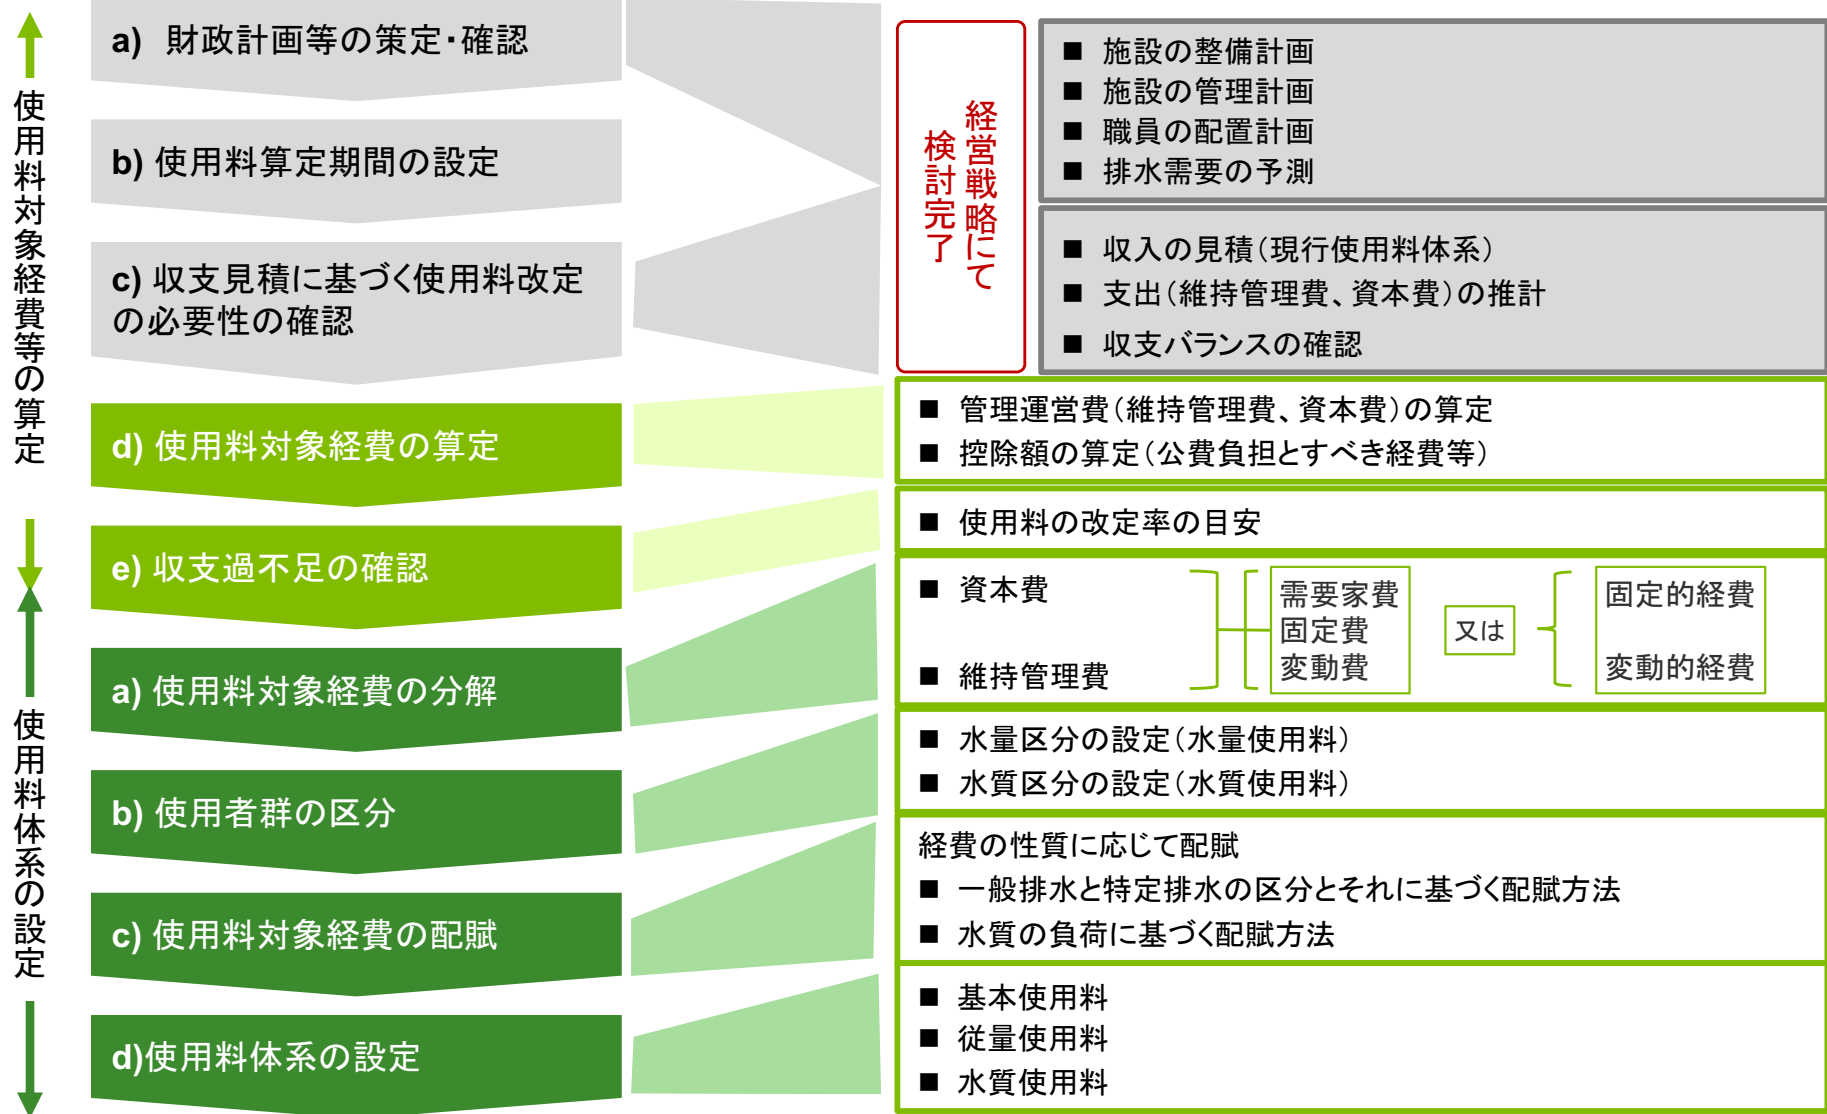 使用料対象経費等の算定
a) 財政計画等の策定・確認
b) 使用料算定期間の設定
c) 収支見積に基づく使用料改定
の必要性の確認
d) 使用料対象経費の算定
e) 収支過不足の確認
経営戦略にて
検討完了
■ 施設の整備計画
■ 施設の管理計画
■ 職員の配置計画
■ 排水需要の予測
■ 収入の見積(現行使用料体系)
■ 支出(維持管理費、資本費)の推計
■ 収支バランスの確認
■ 管理運営費(維持管理費、資本費)の算定
■ 控除額の算定(公費負担とすべき経費等)
■ 使用料の改定率の目安
使用料体系の設定
a) 使用料対象経費の分解
b) 使用者群の区分
c) 使用料対象経費の配賦
d)使用料体系の設定
■ 資本費
■ 維持管理費
需要家費
固定費
変動費
又は
固定的経費
変動的経費
■ 水量区分の設定(水量使用料)
■ 水質区分の設定(水質使用料)
経費の性質に応じて配賦
■ 一般排水と特定排水の区分とそれに基づく配賦方法
■ 水質の負荷に基づく配賦方法
■ 基本使用料
■ 従量使用料
■ 水質使用料